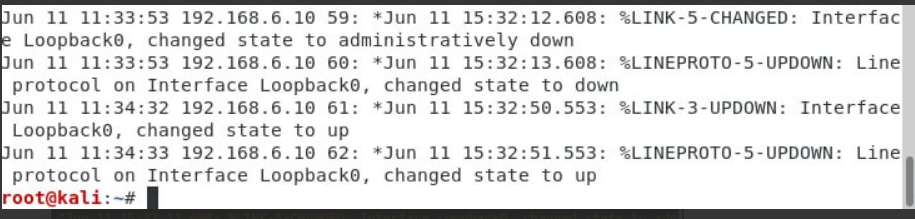 Jun 11 11:33:53 192.168.6.10 59: *Jun 11 15:32:12.608: %LINK-5-CHANGED: Interfac
e Loopback0, changed state to administratively down
Jun 11 11:33:53 192.168.6.10 60: *Jun 11 15:32:13.608: %LINEPROTO-5-UPDOWN: Line
 protocol on Interface Loopback0, changed state to down
Jun 11 11:34:32 192.168.6.10 61: *Jun 11 15:32:50.553: %LINK-3-UPDOWN: Interface
 Loopback0, changed state to up
Jun 11 11:34:33 192.168.6.10 62: *Jun 11 15:32:51.553: %LINEPROTO-5-UPDOWN: Line
 protocol on Interface Loopback0, changed state to up
root@kali:~#